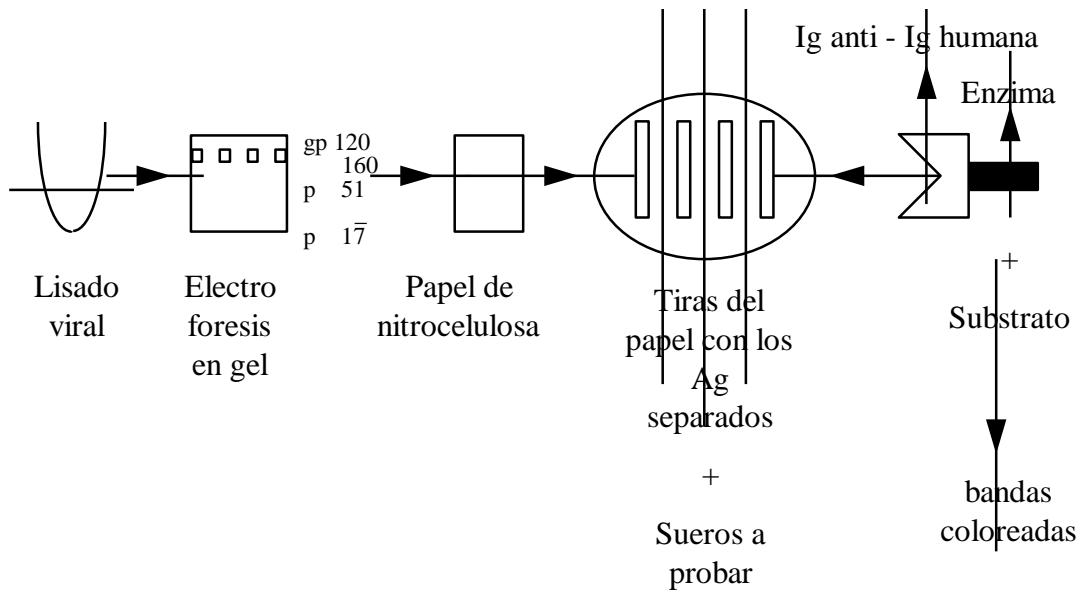 Ig anti - Ig humana
Enzima
gp 120
160
p 51
p 17
Lisado
viral
Electro
foresis
en gel
Papel de
nitrocelulosa
Tiras del
papel con los
Ag
separados
+
Sueros a
probar
+
Substrato
bandas
coloreadas